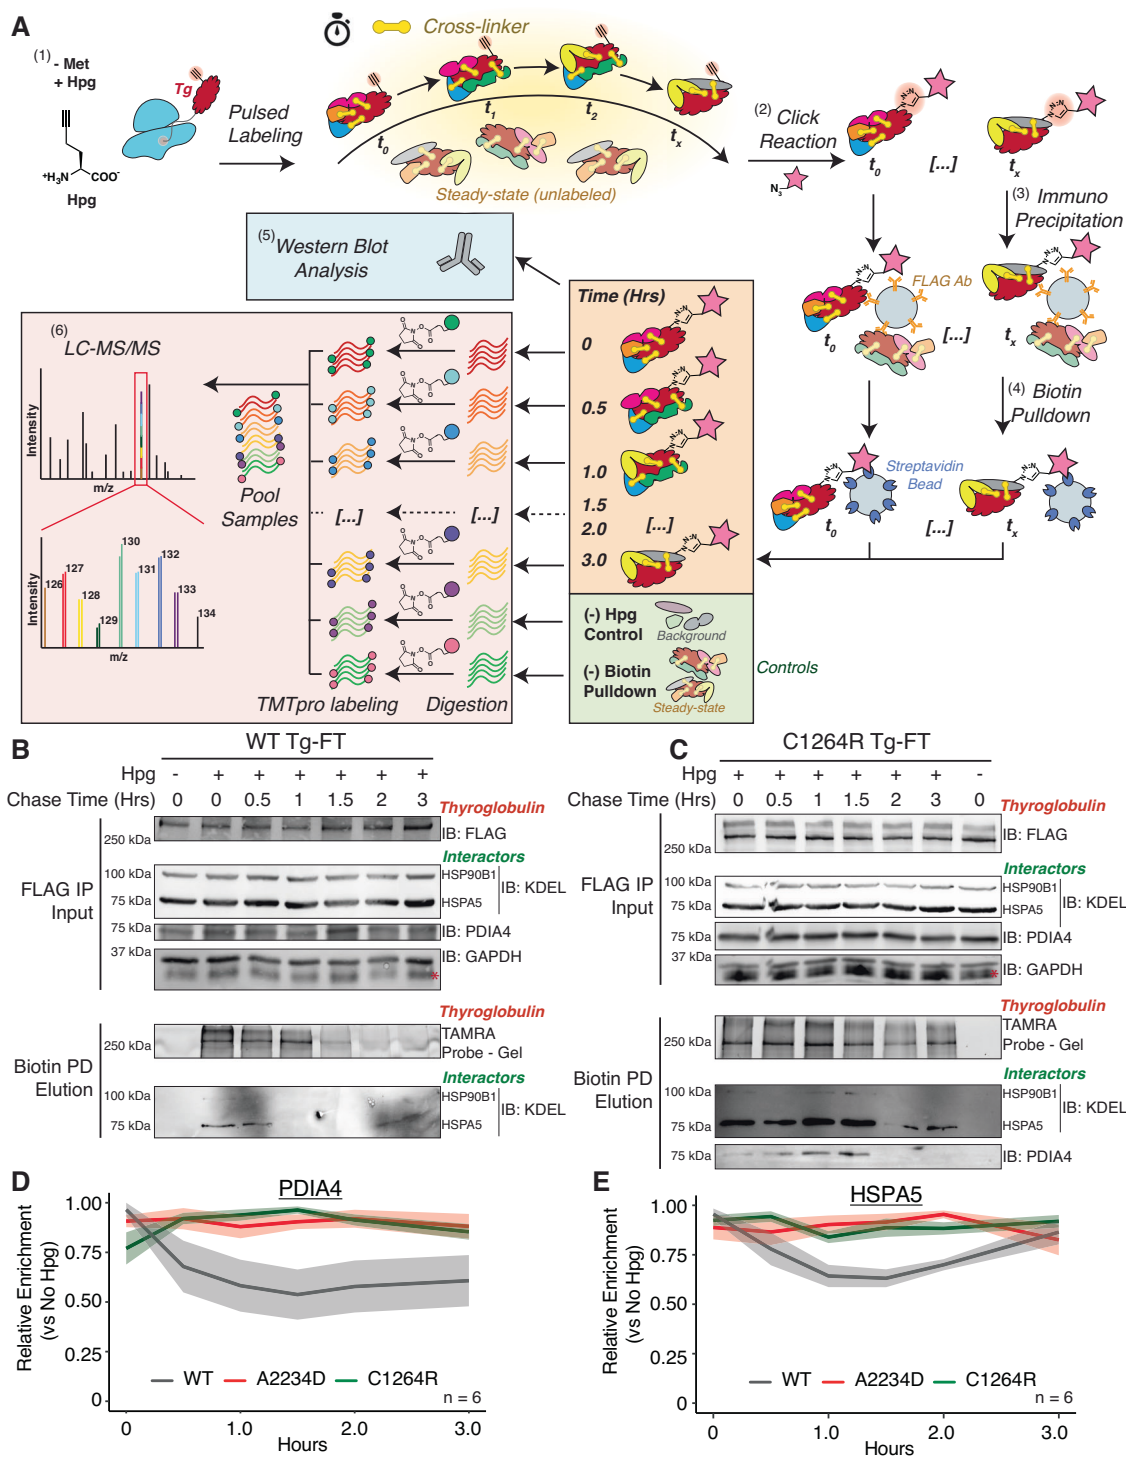 A
(1)
- Met
+ Hpg
Tg
Pulsed
Labeling
+H₃N
COO⁻
Hpg
Cross-linker
t0
t1
t2
tx
Steady-state (unlabeled)
(2) Click
Reaction
N3
N=N
N
t0
[...]
tx
(3) Immuno
Precipitation
FLAG Ab
t0
[...]
tx
(4) Biotin
Pulldown
Streptavidin
Bead
t0
[...]
tx
(5) Western Blot
Analysis
Time (Hrs)
0
0.5
1.0
1.5
2.0
[...]
3.0
(-) Hpg
Control
Background
(-) Biotin
Pulldown
Steady-state
Controls
(6)
LC-MS/MS
Intensity
m/z
Pool
Samples
[...]
[...]
TMTpro labeling
Digestion
Intensity
126
127
128
129
130
131
132
133
134
m/z
B
WT Tg-FT
Hpg - + + + + + +
Chase Time (Hrs) 0 0 0.5 1 1.5 2 3
Thyroglobulin
250 kDa
IB: FLAG
Interactors
FLAG IP
Input
100 kDa
HSP90B1
IB: KDEL
75 kDa
HSPA5
75 kDa
IB: PDIA4
37 kDa
IB: GAPDH
*
Thyroglobulin
TAMRA
250 kDa
Probe - Gel
Biotin PD
Elution
Interactors
100 kDa
HSP90B1
IB: KDEL
75 kDa
HSPA5
C
C1264R Tg-FT
Hpg + + + + + + -
Chase Time (Hrs) 0 0.5 1 1.5 2 3 0
Thyroglobulin
250 kDa
IB: FLAG
Interactors
FLAG IP
Input
100 kDa
HSP90B1
IB: KDEL
75 kDa
HSPA5
75 kDa
IB: PDIA4
37 kDa
IB: GAPDH
*
Thyroglobulin
TAMRA
250 kDa
Probe - Gel
Biotin PD
Elution
Interactors
100 kDa
HSP90B1
IB: KDEL
75 kDa
HSPA5
75 kDa
IB: PDIA4
D
PDIA4
Relative Enrichment
(vs No Hpg)
1.00
0.75
0.50
0.25
0
WT
A2234D
C1264R
n = 6
0
1.0
2.0
3.0
Hours
E
HSPA5
Relative Enrichment
(vs No Hpg)
1.00
0.75
0.50
0.25
0
WT
A2234D
C1264R
n = 6
0
1.0
2.0
3.0
Hours